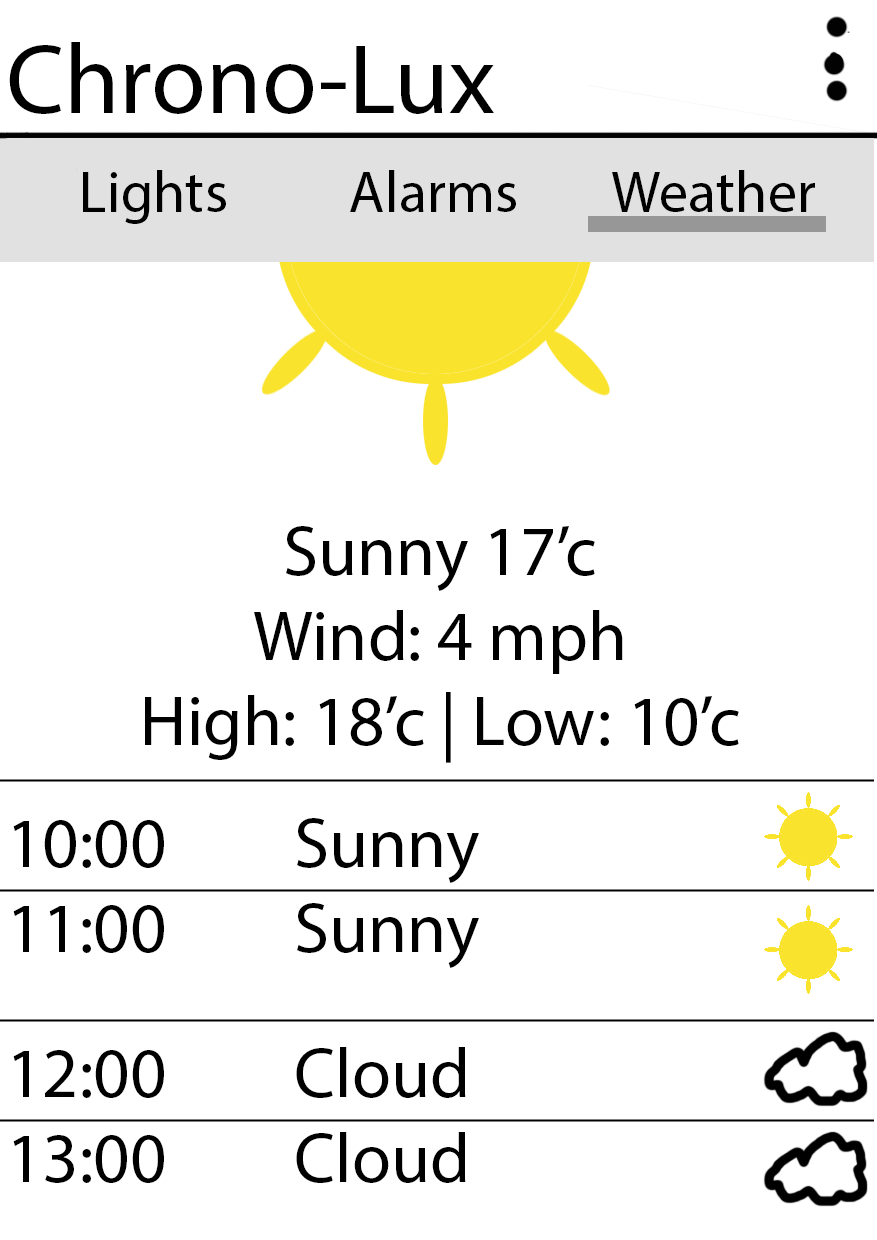 Chrono-Lux
Lights Alarms Weather
Sunny 17’c
Wind: 4 mph
High: 18’c | Low: 10’c
10:00 Sunny
11:00 Sunny
12:00 Cloud
13:00 Cloud